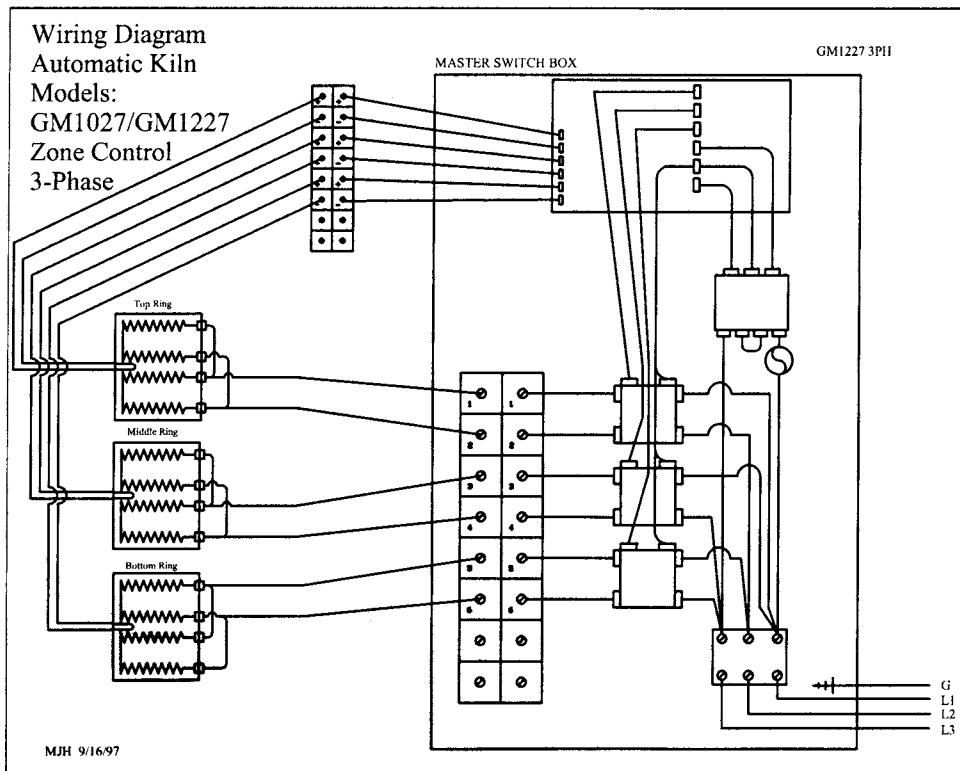 Wiring Diagram
Automatic Kiln
Models:
GM1027/GM1227
Zone Control
3-Phase
MASTER SWITCH BOX
GM1227 3PH
+ +
- -
+ +
- -
+ +
- -
Top Ring
Middle Ring
Bottom Ring
1 1
2 2
3 3
4 4
5 5
6 6
G
L1
L2
L3
MJH 9/16/97